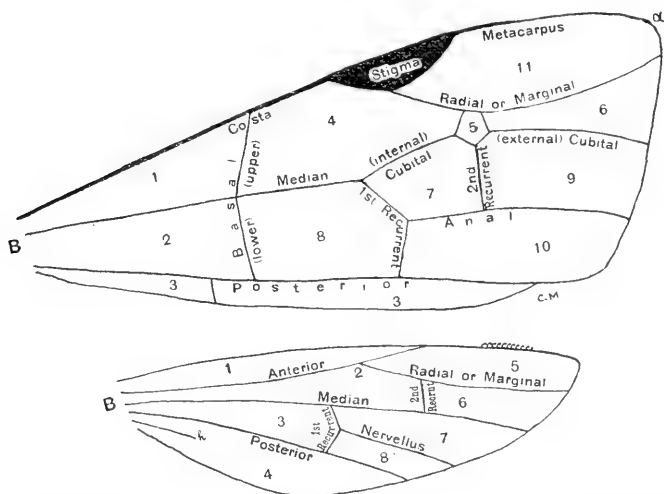 α
Metacarpus
Stigma
11
Radial or Marginal
Costa
4
5
6
(internal)
Cubital
(external) Cubital
1
Basal
(upper)
(lower)
Median
7
2nd
Recurrent
9
1st Recurrent
Anal
B
2
8
10
3
Posterior
3
C.M
1
Anterior
2
5
Radial or Marginal
B
Median
2nd
Recrnt
6
3
1st
Recurrent
Nervellus
7
h
Posterior
8
4